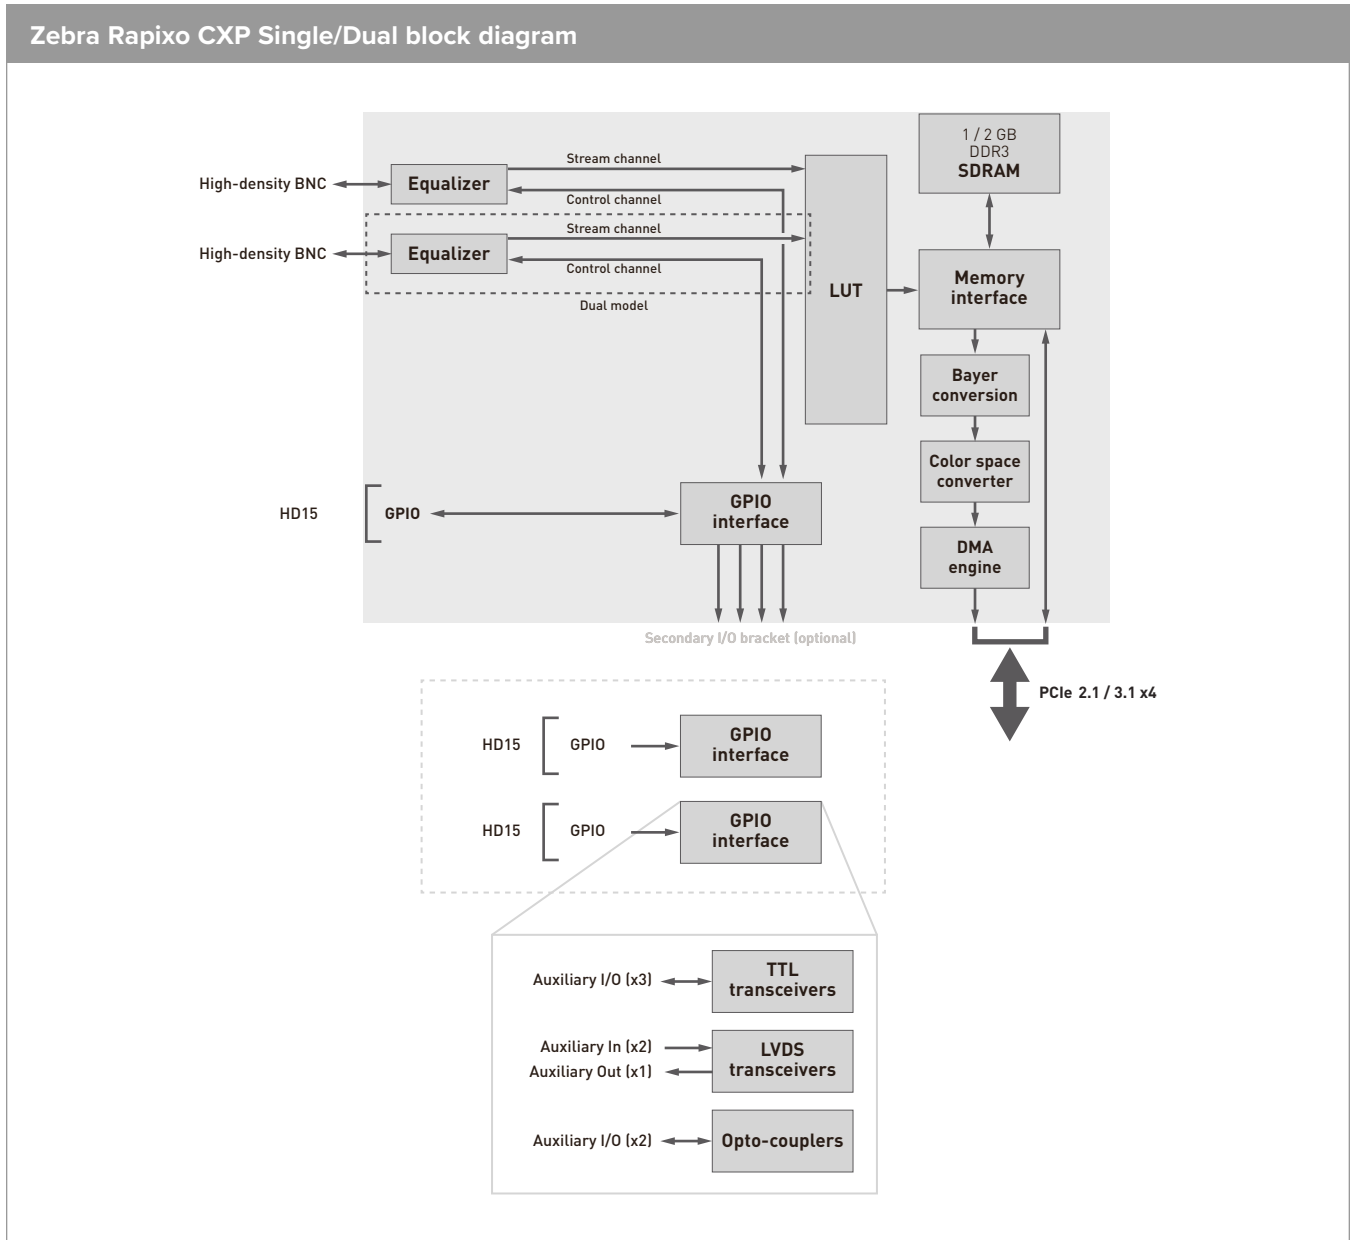 Zebra Rapixo CXP Single/Dual block diagram
1 / 2 GB
DDR3
SDRAM
Stream channel
High-density BNC
Equalizer
Control channel
Stream channel
High-density BNC
Equalizer
Control channel
Dual model
LUT
Memory
interface
Bayer
conversion
Color space
converter
DMA
engine
HD15
GPIO
GPIO
interface
Secondary I/O bracket (optional)
PCIe 2.1 / 3.1 x4
HD15
GPIO
GPIO
interface
HD15
GPIO
GPIO
interface
Auxiliary I/O (x3)
TTL
transceivers
Auxiliary In (x2)
Auxiliary Out (x1)
LVDS
transceivers
Auxiliary I/O (x2)
Opto-couplers